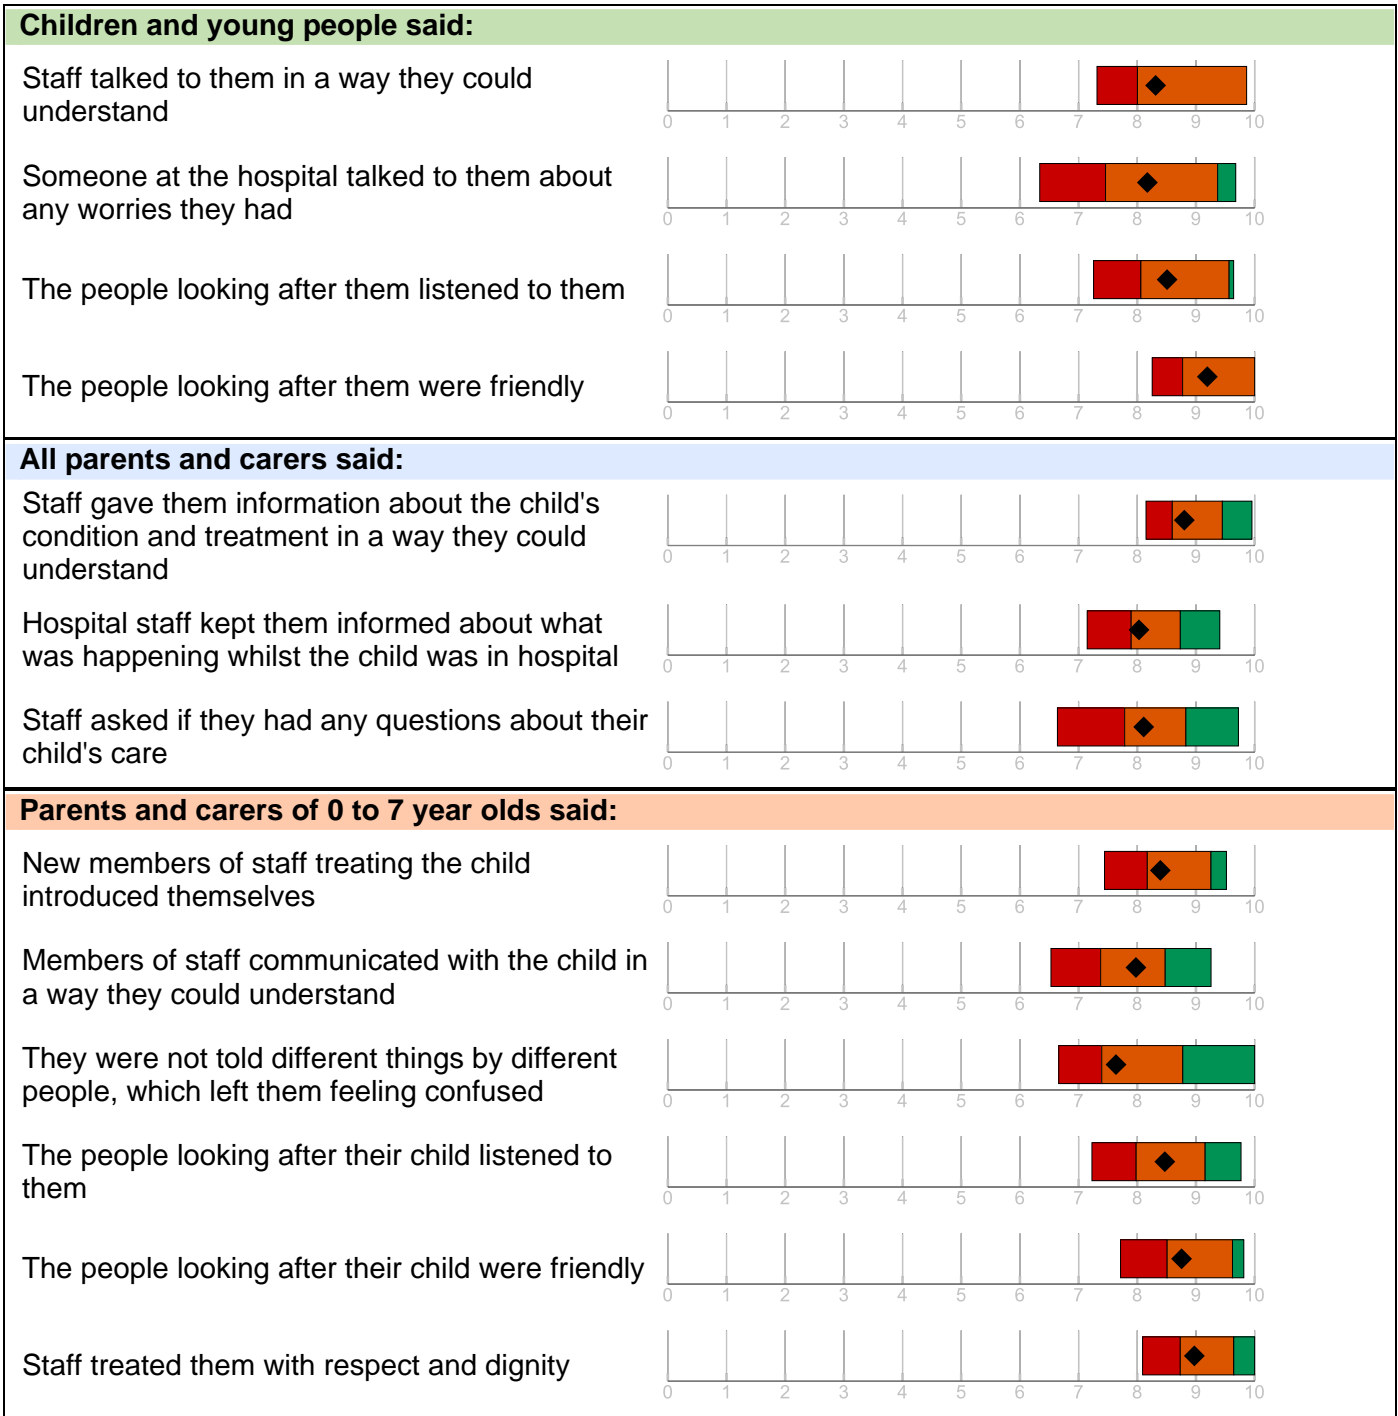 Children and young people said:
Staff talked to them in a way they could
understand
0 1 2 3 4 5 6 7 8 9 10
Someone at the hospital talked to them about
any worries they had
0 1 2 3 4 5 6 7 8 9 10
The people looking after them listened to them
0 1 2 3 4 5 6 7 8 9 10
The people looking after them were friendly
0 1 2 3 4 5 6 7 8 9 10
All parents and carers said:
Staff gave them information about the child's
condition and treatment in a way they could
understand
0 1 2 3 4 5 6 7 8 9 10
Hospital staff kept them informed about what
was happening whilst the child was in hospital
0 1 2 3 4 5 6 7 8 9 10
Staff asked if they had any questions about their
child's care
0 1 2 3 4 5 6 7 8 9 10
Parents and carers of 0 to 7 year olds said:
New members of staff treating the child
introduced themselves
0 1 2 3 4 5 6 7 8 9 10
Members of staff communicated with the child in
a way they could understand
0 1 2 3 4 5 6 7 8 9 10
They were not told different things by different
people, which left them feeling confused
0 1 2 3 4 5 6 7 8 9 10
The people looking after their child listened to
them
0 1 2 3 4 5 6 7 8 9 10
The people looking after their child were friendly
0 1 2 3 4 5 6 7 8 9 10
Staff treated them with respect and dignity
0 1 2 3 4 5 6 7 8 9 10